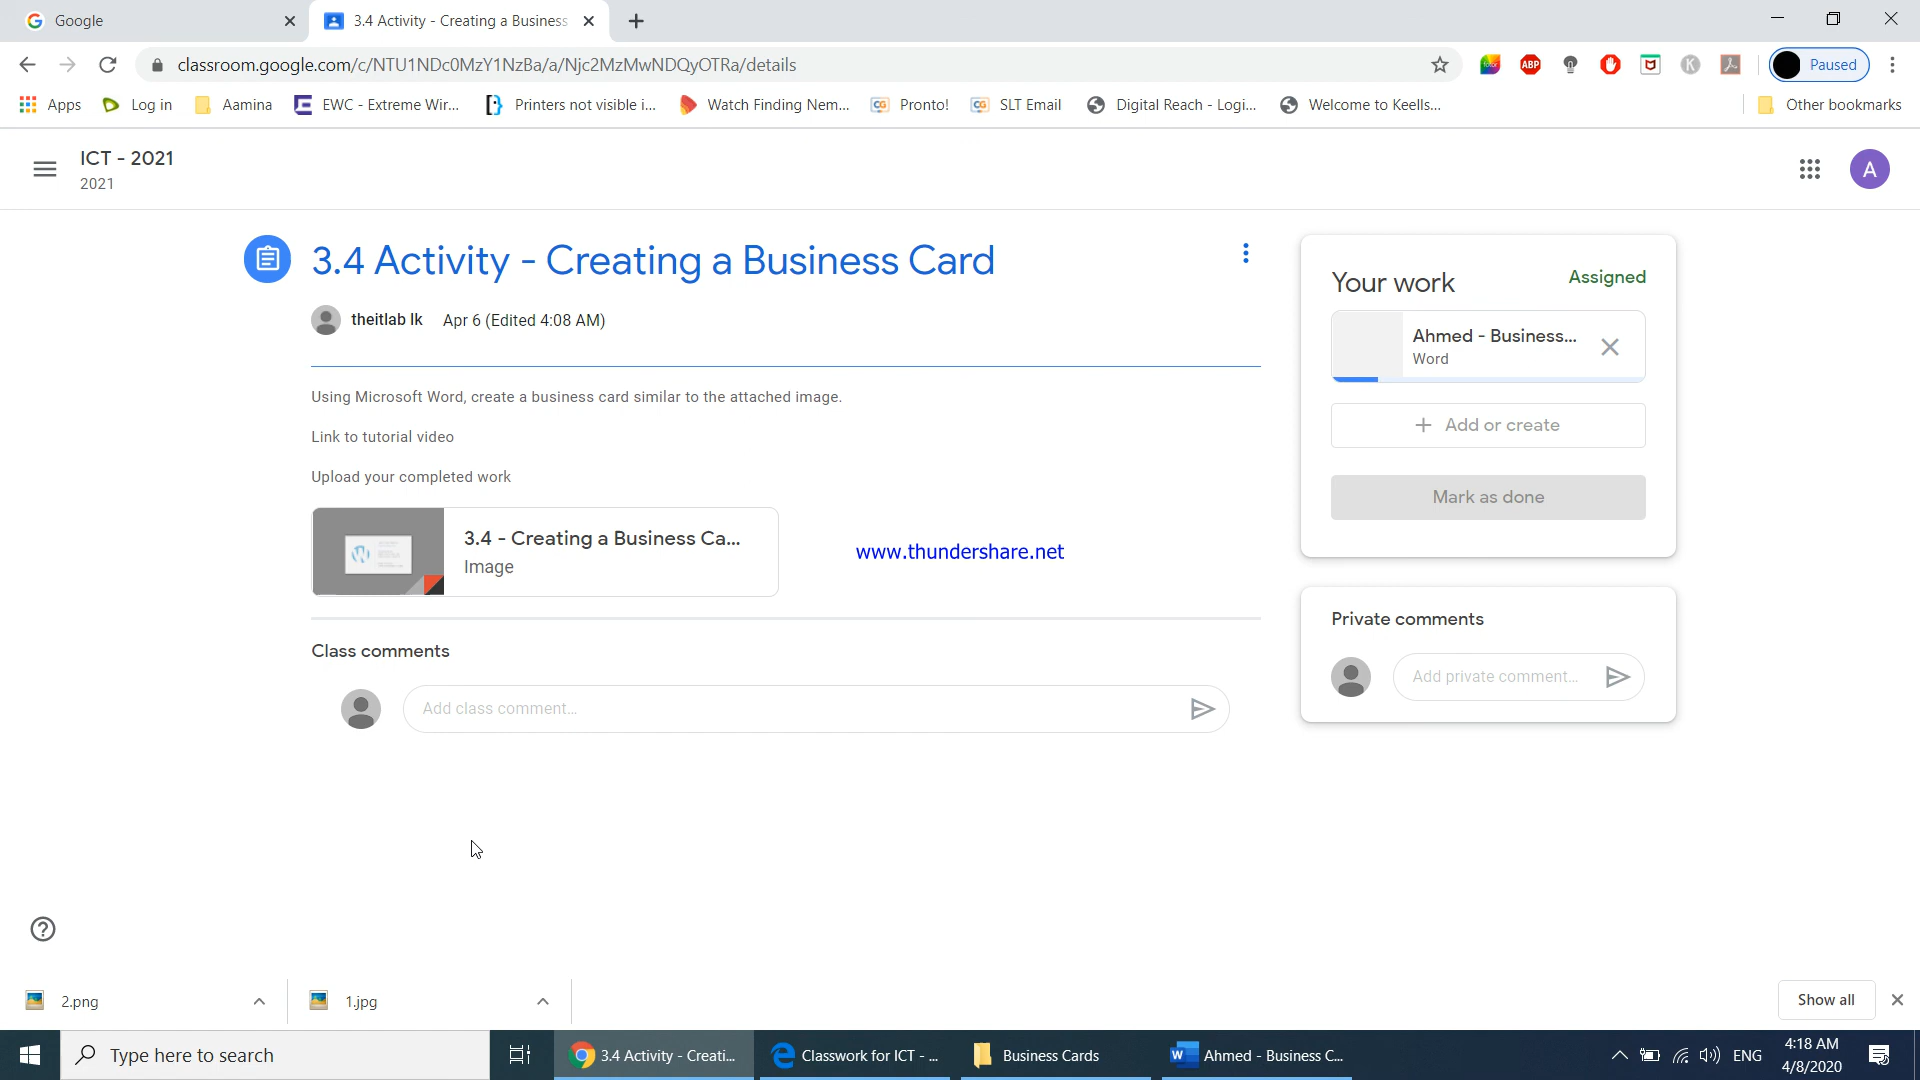 Google
3.4 Activity - Creating a Business
classroom.google.com/c/NTU1NDc0MzY1NzBa/a/Njc2MzMwNDQyOTRa/details
ABP
K
Paused
Apps
Log in
Aamina
EWC - Extreme Wir...
Printers not visible i...
Watch Finding Nem...
CG Pronto!
CG SLT Email
Digital Reach - Logi...
Welcome to Keells...
Other bookmarks
ICT - 2021
2021
A
3.4 Activity - Creating a Business Card
theitlab lk Apr 6 (Edited 4:08 AM)
Using Microsoft Word, create a business card similar to the attached image.
Link to tutorial video
Upload your completed work
3.4 - Creating a Business Ca...
Image
www.thundershare.net
Class comments
Add class comment...
Your work
Assigned
Ahmed - Business...
Word
Add or create
Mark as done
Private comments
Add private comment...
2.png
1.jpg
Show all
Type here to search
3.4 Activity - Creati...
Classwork for ICT - ...
Business Cards
Ahmed - Business C...
ENG
4:18 AM
4/8/2020